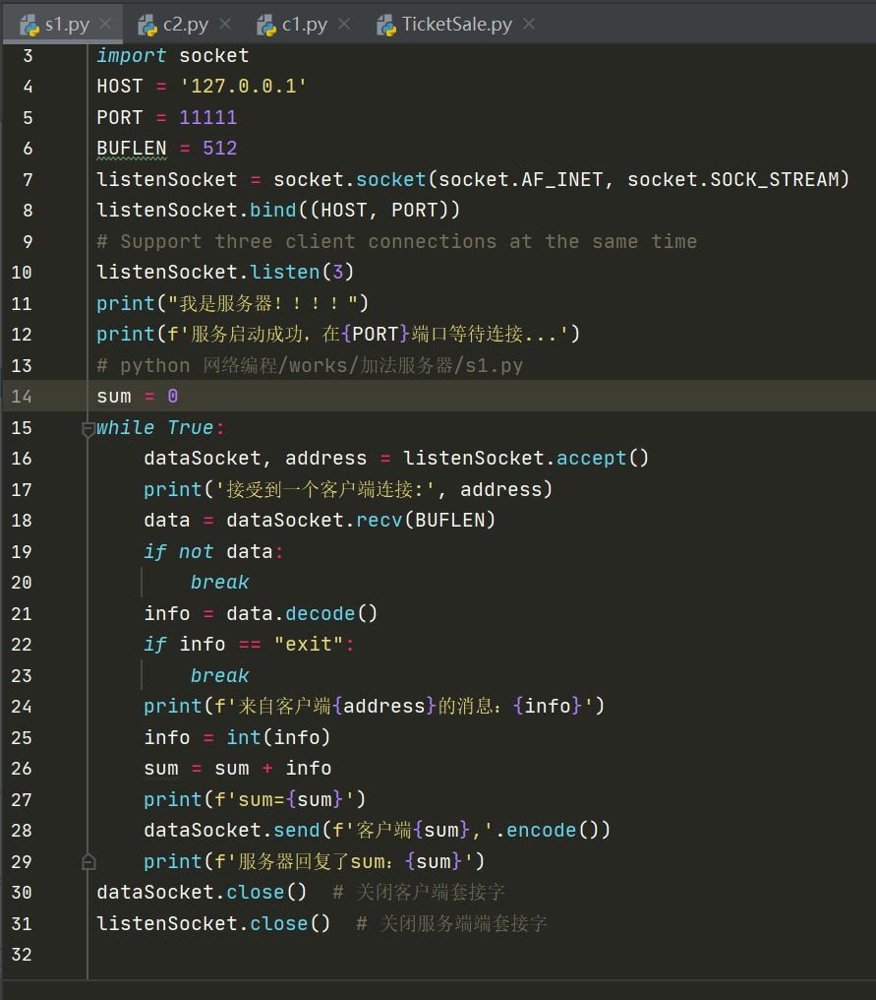 s1.py × c2.py × c1.py × TicketSale.py ×
3 import socket
4 HOST = '127.0.0.1'
5 PORT = 11111
6 BUFLEN = 512
7 listenSocket = socket.socket(socket.AF_INET, socket.SOCK_STREAM)
8 listenSocket.bind((HOST, PORT))
9 # Support three client connections at the same time
10 listenSocket.listen(3)
11 print("我是服务器！！！！")
12 print(f'服务启动成功，在{PORT}端口等待连接...')
13 # python 网络编程/works/加法服务器/s1.py
14 sum = 0
15 while True:
16     dataSocket, address = listenSocket.accept()
17     print('接受到一个客户端连接:', address)
18     data = dataSocket.recv(BUFLEN)
19     if not data:
20         break
21     info = data.decode()
22     if info == "exit":
23         break
24     print(f'来自客户端{address}的消息：{info}')
25     info = int(info)
26     sum = sum + info
27     print(f'sum={sum}')
28     dataSocket.send(f'客户端{sum},'.encode())
29     print(f'服务器回复了sum：{sum}')
30 dataSocket.close()  # 关闭客户端套接字
31 listenSocket.close()  # 关闭服务端端套接字
32